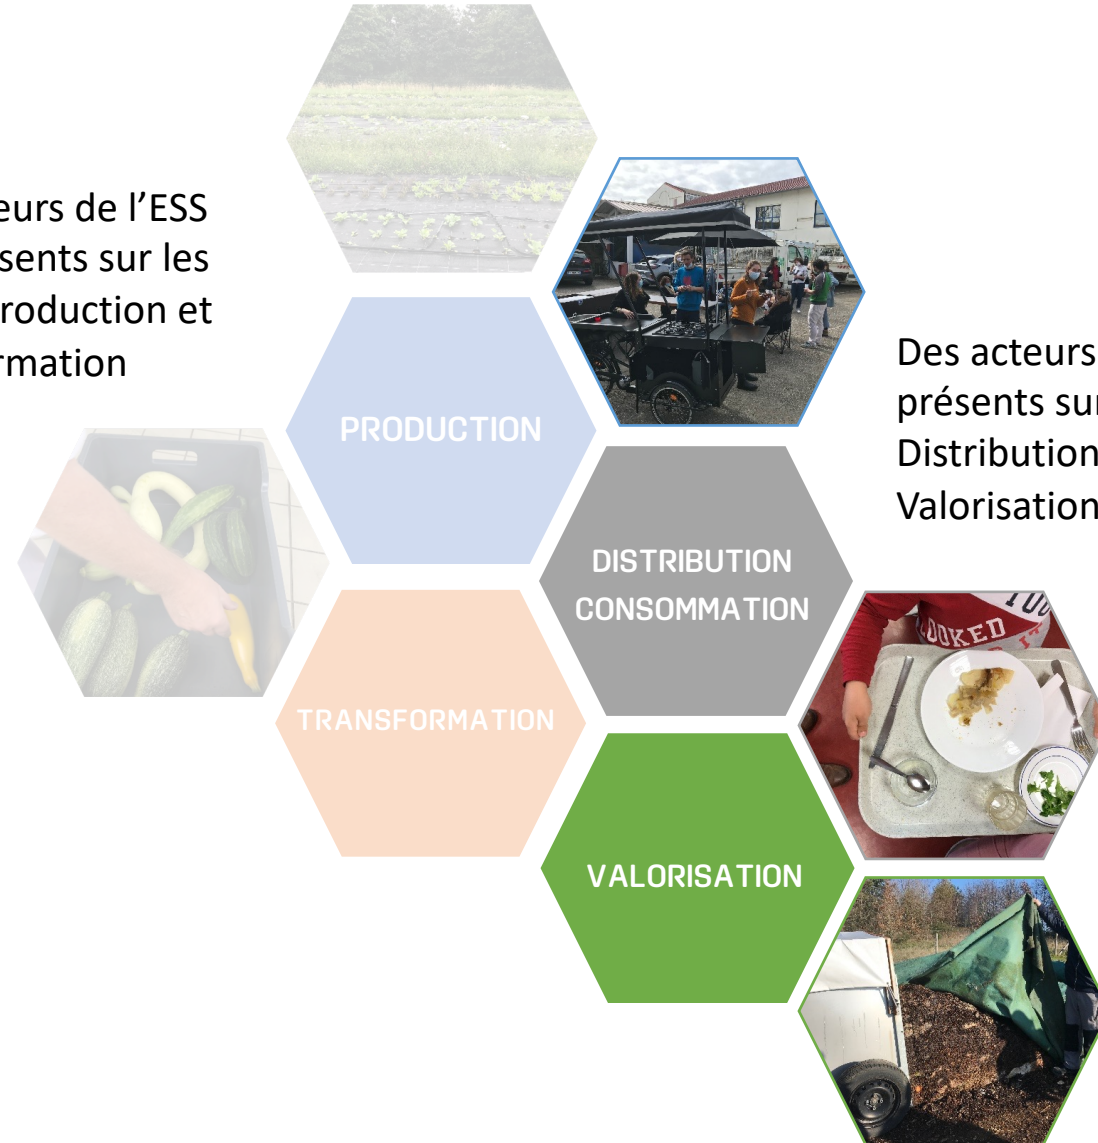 eurs de l’ESS
sents sur les
roduction et
rmation
PRODUCTION
Des acteurs
présents sur
Distribution
Valorisation
DISTRIBUTION
CONSOMMATION
TRANSFORMATION
VALORISATION